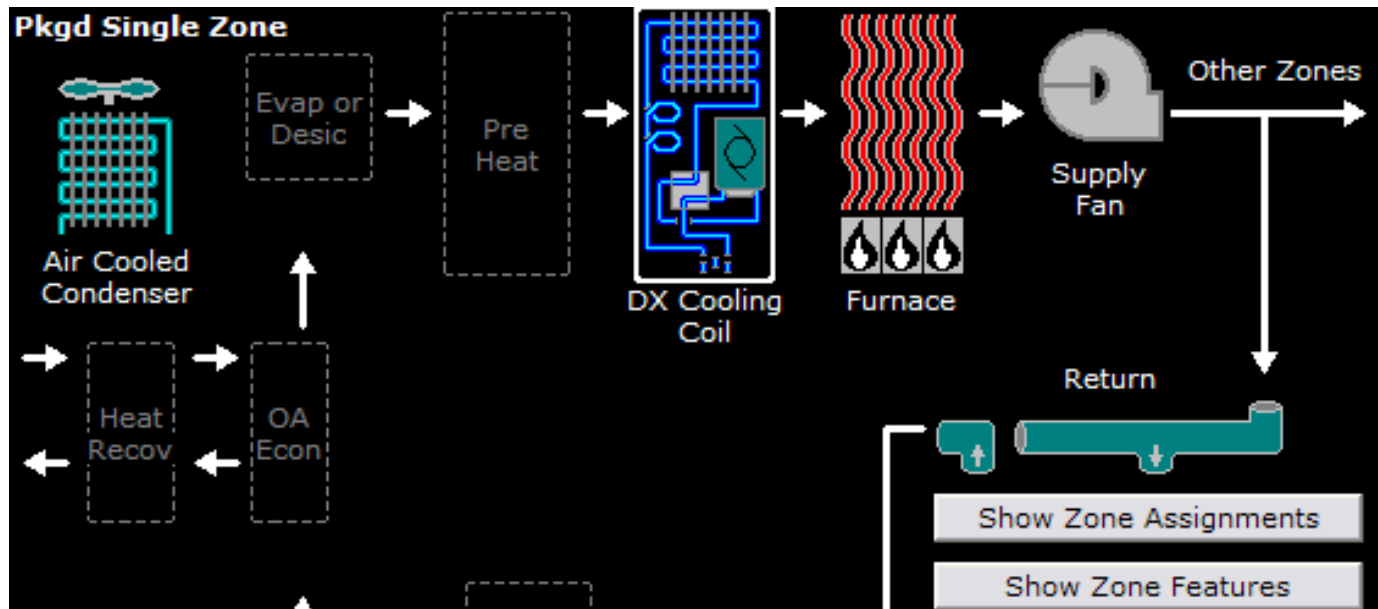 Pkgd Single Zone
Evap or
Desic
Pre
Heat
Other Zones
Supply
Fan
Air Cooled
Condenser
DX Cooling
Coil
Furnace
Return
Heat
Recov
OA
Econ
Show Zone Assignments
Show Zone Features